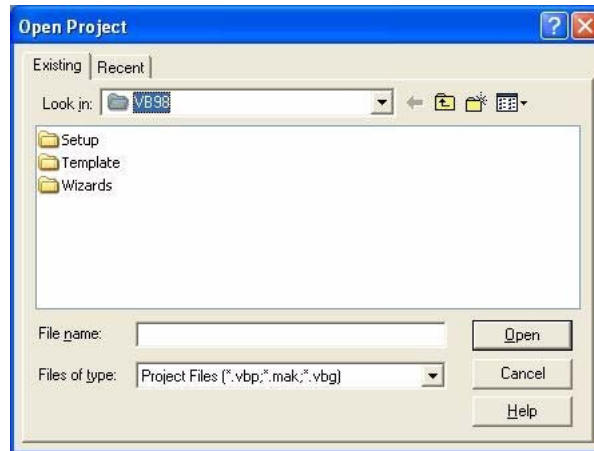 Open Project
Existing Recent
Look in: VB98
Setup
Template
Wizards
File name: Open
Files of type: Project Files (*.vbp;*.mak;*.vbg) Cancel
Help